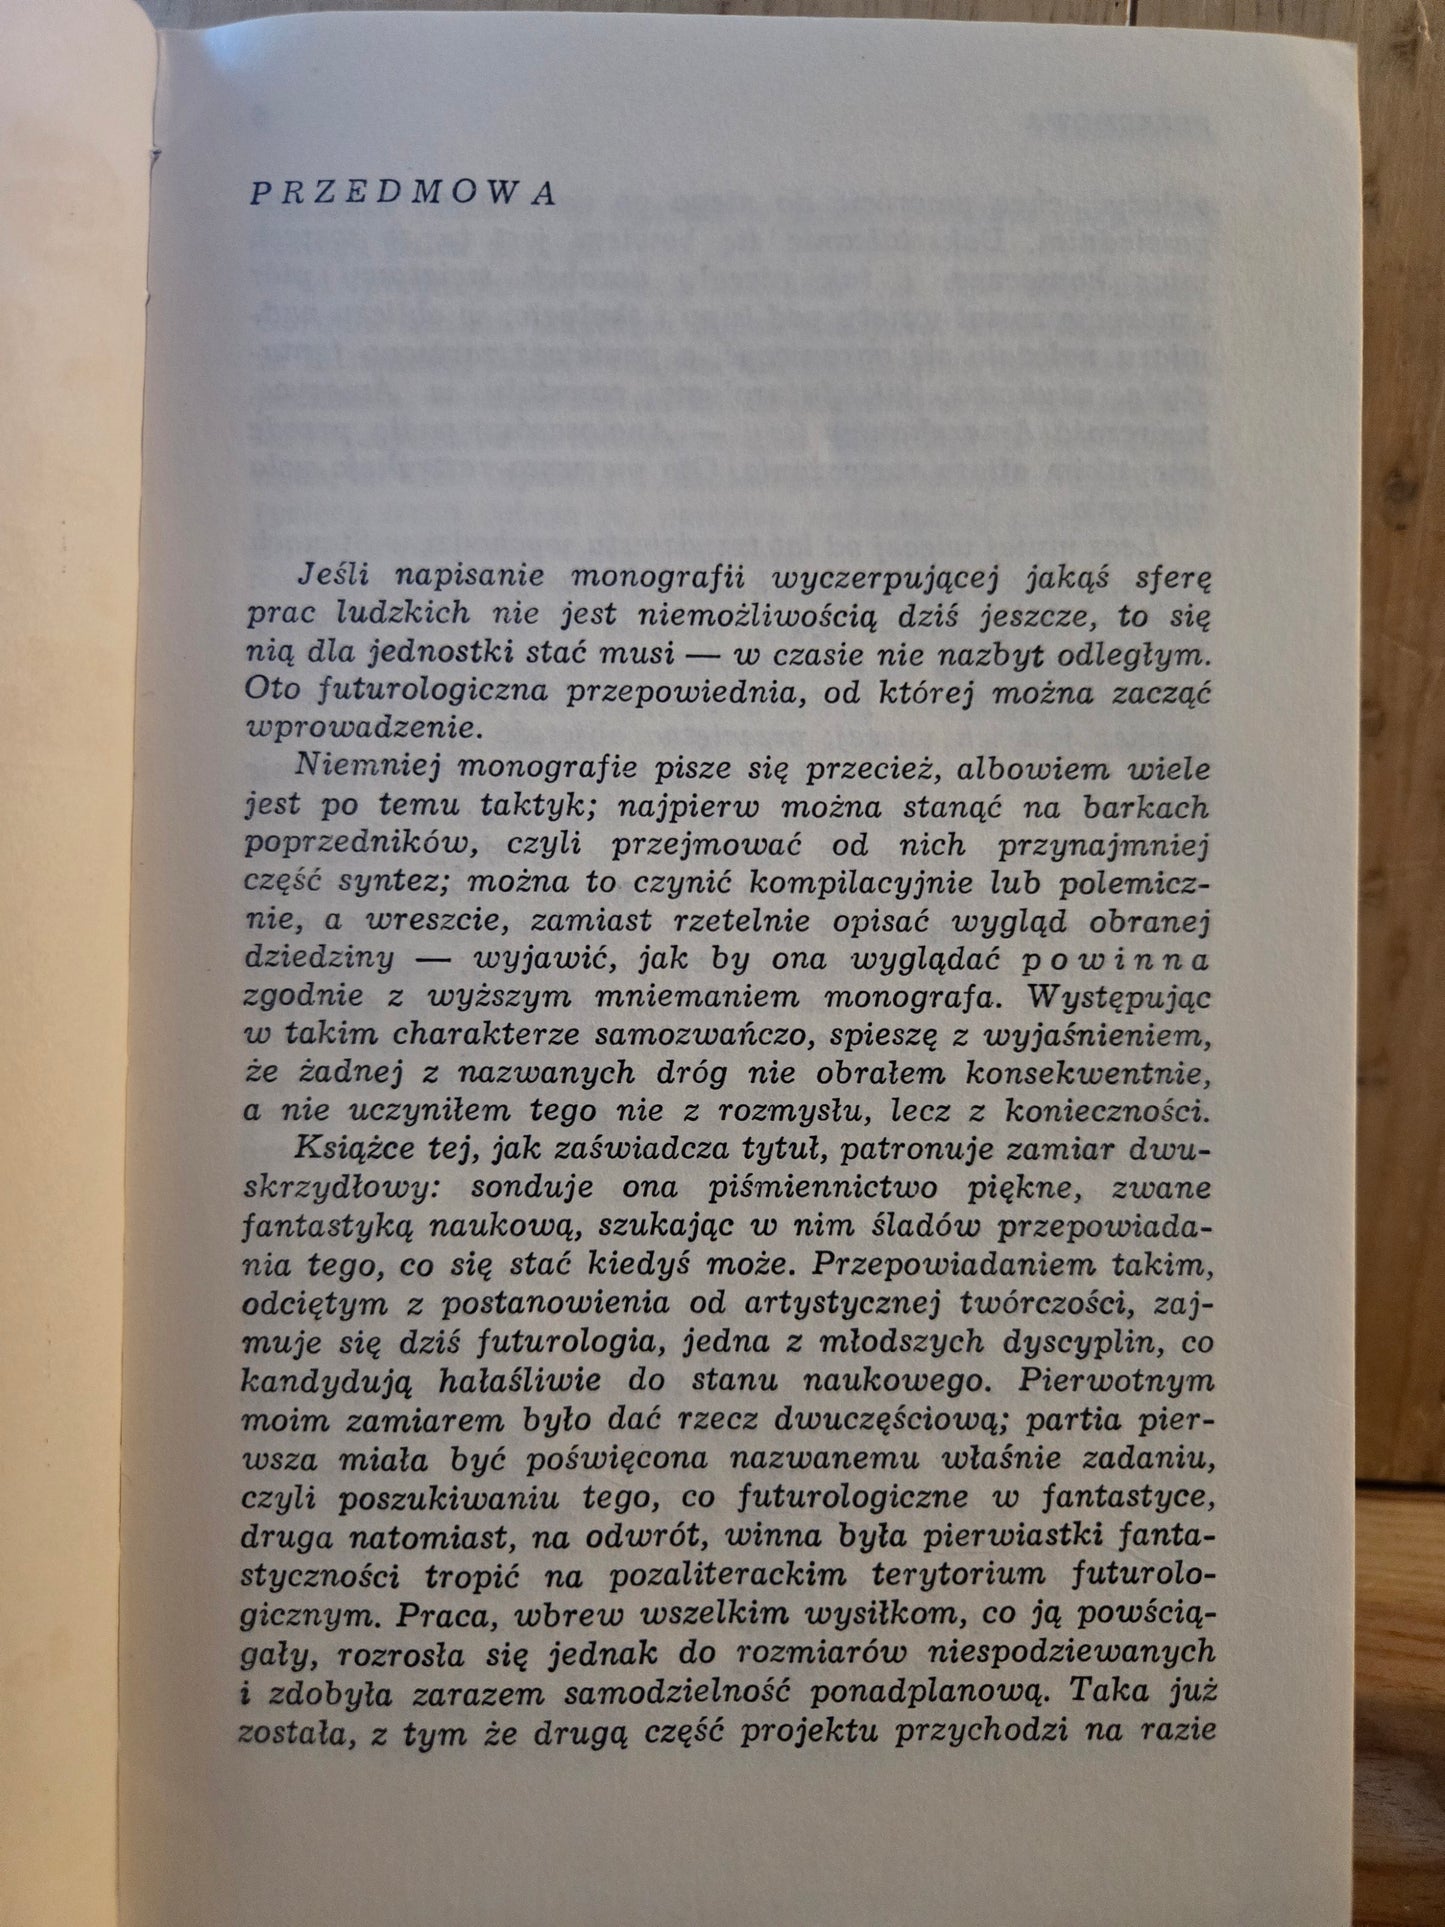 PRZEDMOWA
Jeśli napisanie monografii wyczerpującej jakąś sferę
prac ludzkich nie jest niemożliwością dziś jeszcze, to się
nią dla jednostki stać musi — w czasie nie nazbyt odległym.
Oto futurologiczna przepowiednia, od której można zacząć
wprowadzenie.
Niemniej monografie pisze się przecież, albowiem wiele
jest po temu taktyk; najpierw można stanąć na barkach
poprzedników, czyli przejmować od nich przynajmniej
część syntez; można to czynić kompilacyjnie lub polemicz-
nie, a wreszcie, zamiast rzetelnie opisać wygląd obranej
dziedziny — wyjawić, jak by ona wyglądać powinna
zgodnie z wyższym mniemaniem monografa. Występując
w takim charakterze samozwańczo, spieszę z wyjaśnieniem,
że żadnej z nazwanych dróg nie obrałem konsekwentnie,
a nie uczyniłem tego nie z rozmysłu, lecz z konieczności.
Książce tej, jak zaświadcza tytuł, patronuje zamiar dwu-
skrzydłowy: sonduje ona piśmiennictwo piękne, zwane
fantastyką naukową, szukając w nim śladów przepowiada-
nia tego, co się stać kiedyś może. Przepowiadaniem takim,
odciętym z postanowienia od artystycznej twórczości, zaj-
muje się dziś futurologia, jedna z młodszych dyscyplin, co
kandydują hałaśliwie do stanu naukowego. Pierwotnym
moim zamiarem było dać rzecz dwuczęściową; partia pier-
wsza miała być poświęcona nazwanemu właśnie zadaniu,
czyli poszukiwaniu tego, co futurologiczne w fantastyce,
druga natomiast, na odwrót, winna była pierwiastki fanta-
styczności tropić na pozaliterackim terytorium futurolo-
gicznym. Praca, wbrew wszelkim wysiłkom, co ją powścią-
gały, rozrosła się jednak do rozmiarów niespodziewanych
i zdobyła zarazem samodzielność ponadplanową. Taka już
została, z tym że drugą część projektu przychodzi na razie